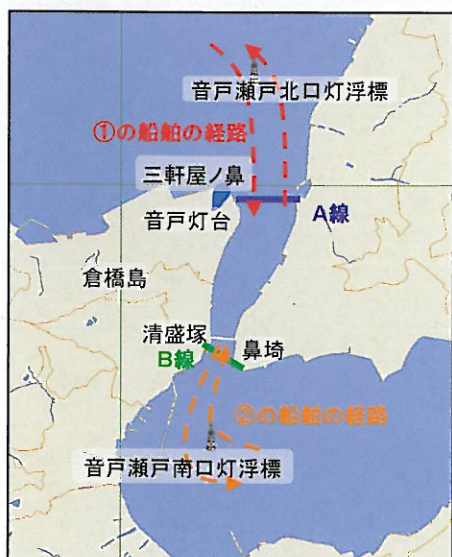 音戸瀬戸北口灯浮標
①の船舶の経路
三軒屋ノ鼻
音戸灯台
A線
倉橋島
清盛塚
鼻埼
B線
②の船舶の経路
音戸瀬戸南口灯浮標